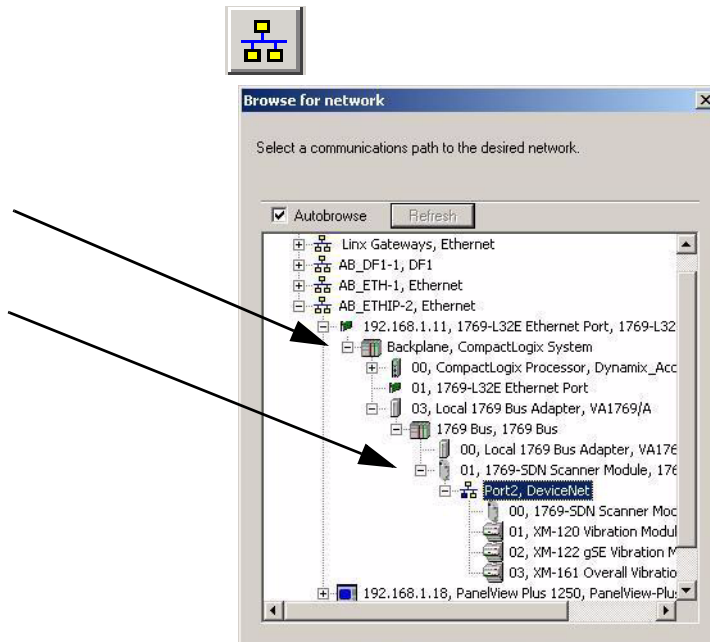 Browse for network
Select a communications path to the desired network.
Autobrowse
Refresh
Linx Gateways, Ethernet
AB_DF1-1, DF1
AB_ETH-1, Ethernet
AB_ETHIP-2, Ethernet
192.168.1.11, 1769-L32E Ethernet Port, 1769-L32
Backplane, CompactLogix System
00, CompactLogix Processor, Dynamix_Acc
01, 1769-L32E Ethernet Port
03, Local 1769 Bus Adapter, VA1769/A
1769 Bus, 1769 Bus
00, Local 1769 Bus Adapter, VA176
01, 1769-SDN Scanner Module, 176
Port2, DeviceNet
00, 1769-SDN Scanner Moc
01, XM-120 Vibration Modul
02, XM-122 gSE Vibration M
03, XM-161 Overall Vibratio
192.168.1.18, PanelView Plus 1250, PanelView-Plu